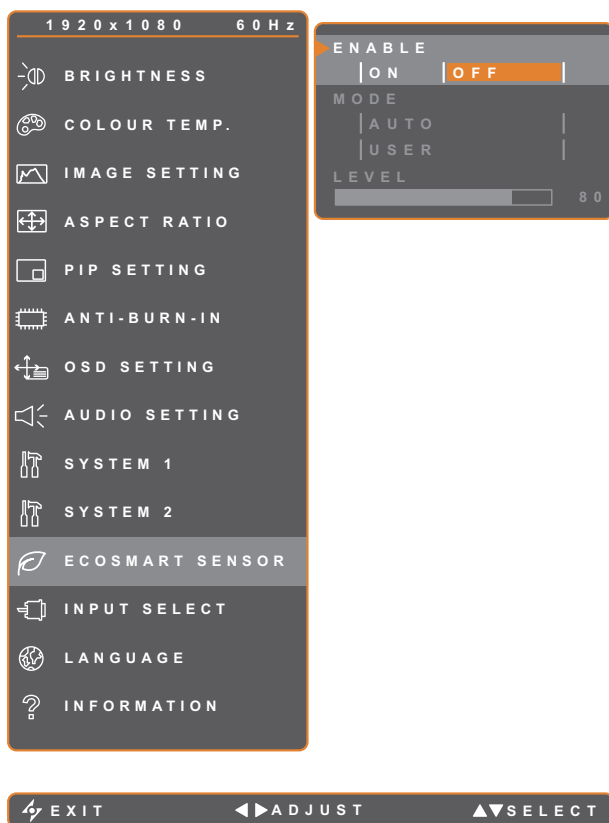 1920x1080 60Hz
BRIGHTNESS
COLOUR TEMP.
IMAGE SETTING
ASPECT RATIO
PIP SETTING
ANTI-BURN-IN
OSD SETTING
AUDIO SETTING
SYSTEM 1
SYSTEM 2
ECOSMART SENSOR
INPUT SELECT
LANGUAGE
INFORMATION
ENABLE
ON OFF
MODE
AUTO
USER
LEVEL
80
EXIT ADJUST SELECT